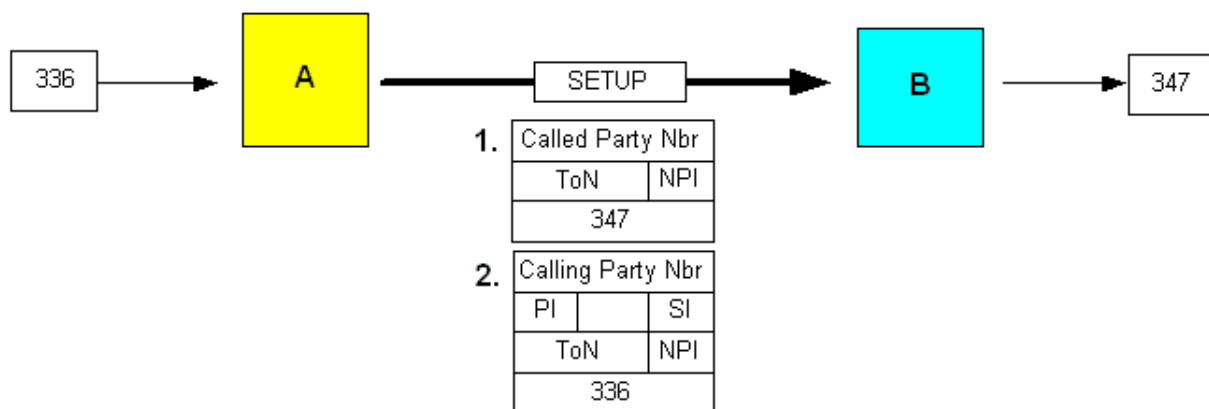 336
A
SETUP
B
347
1.
Called Party Nbr
ToN NPI
347
2.
Calling Party Nbr
PI SI
ToN NPI
336